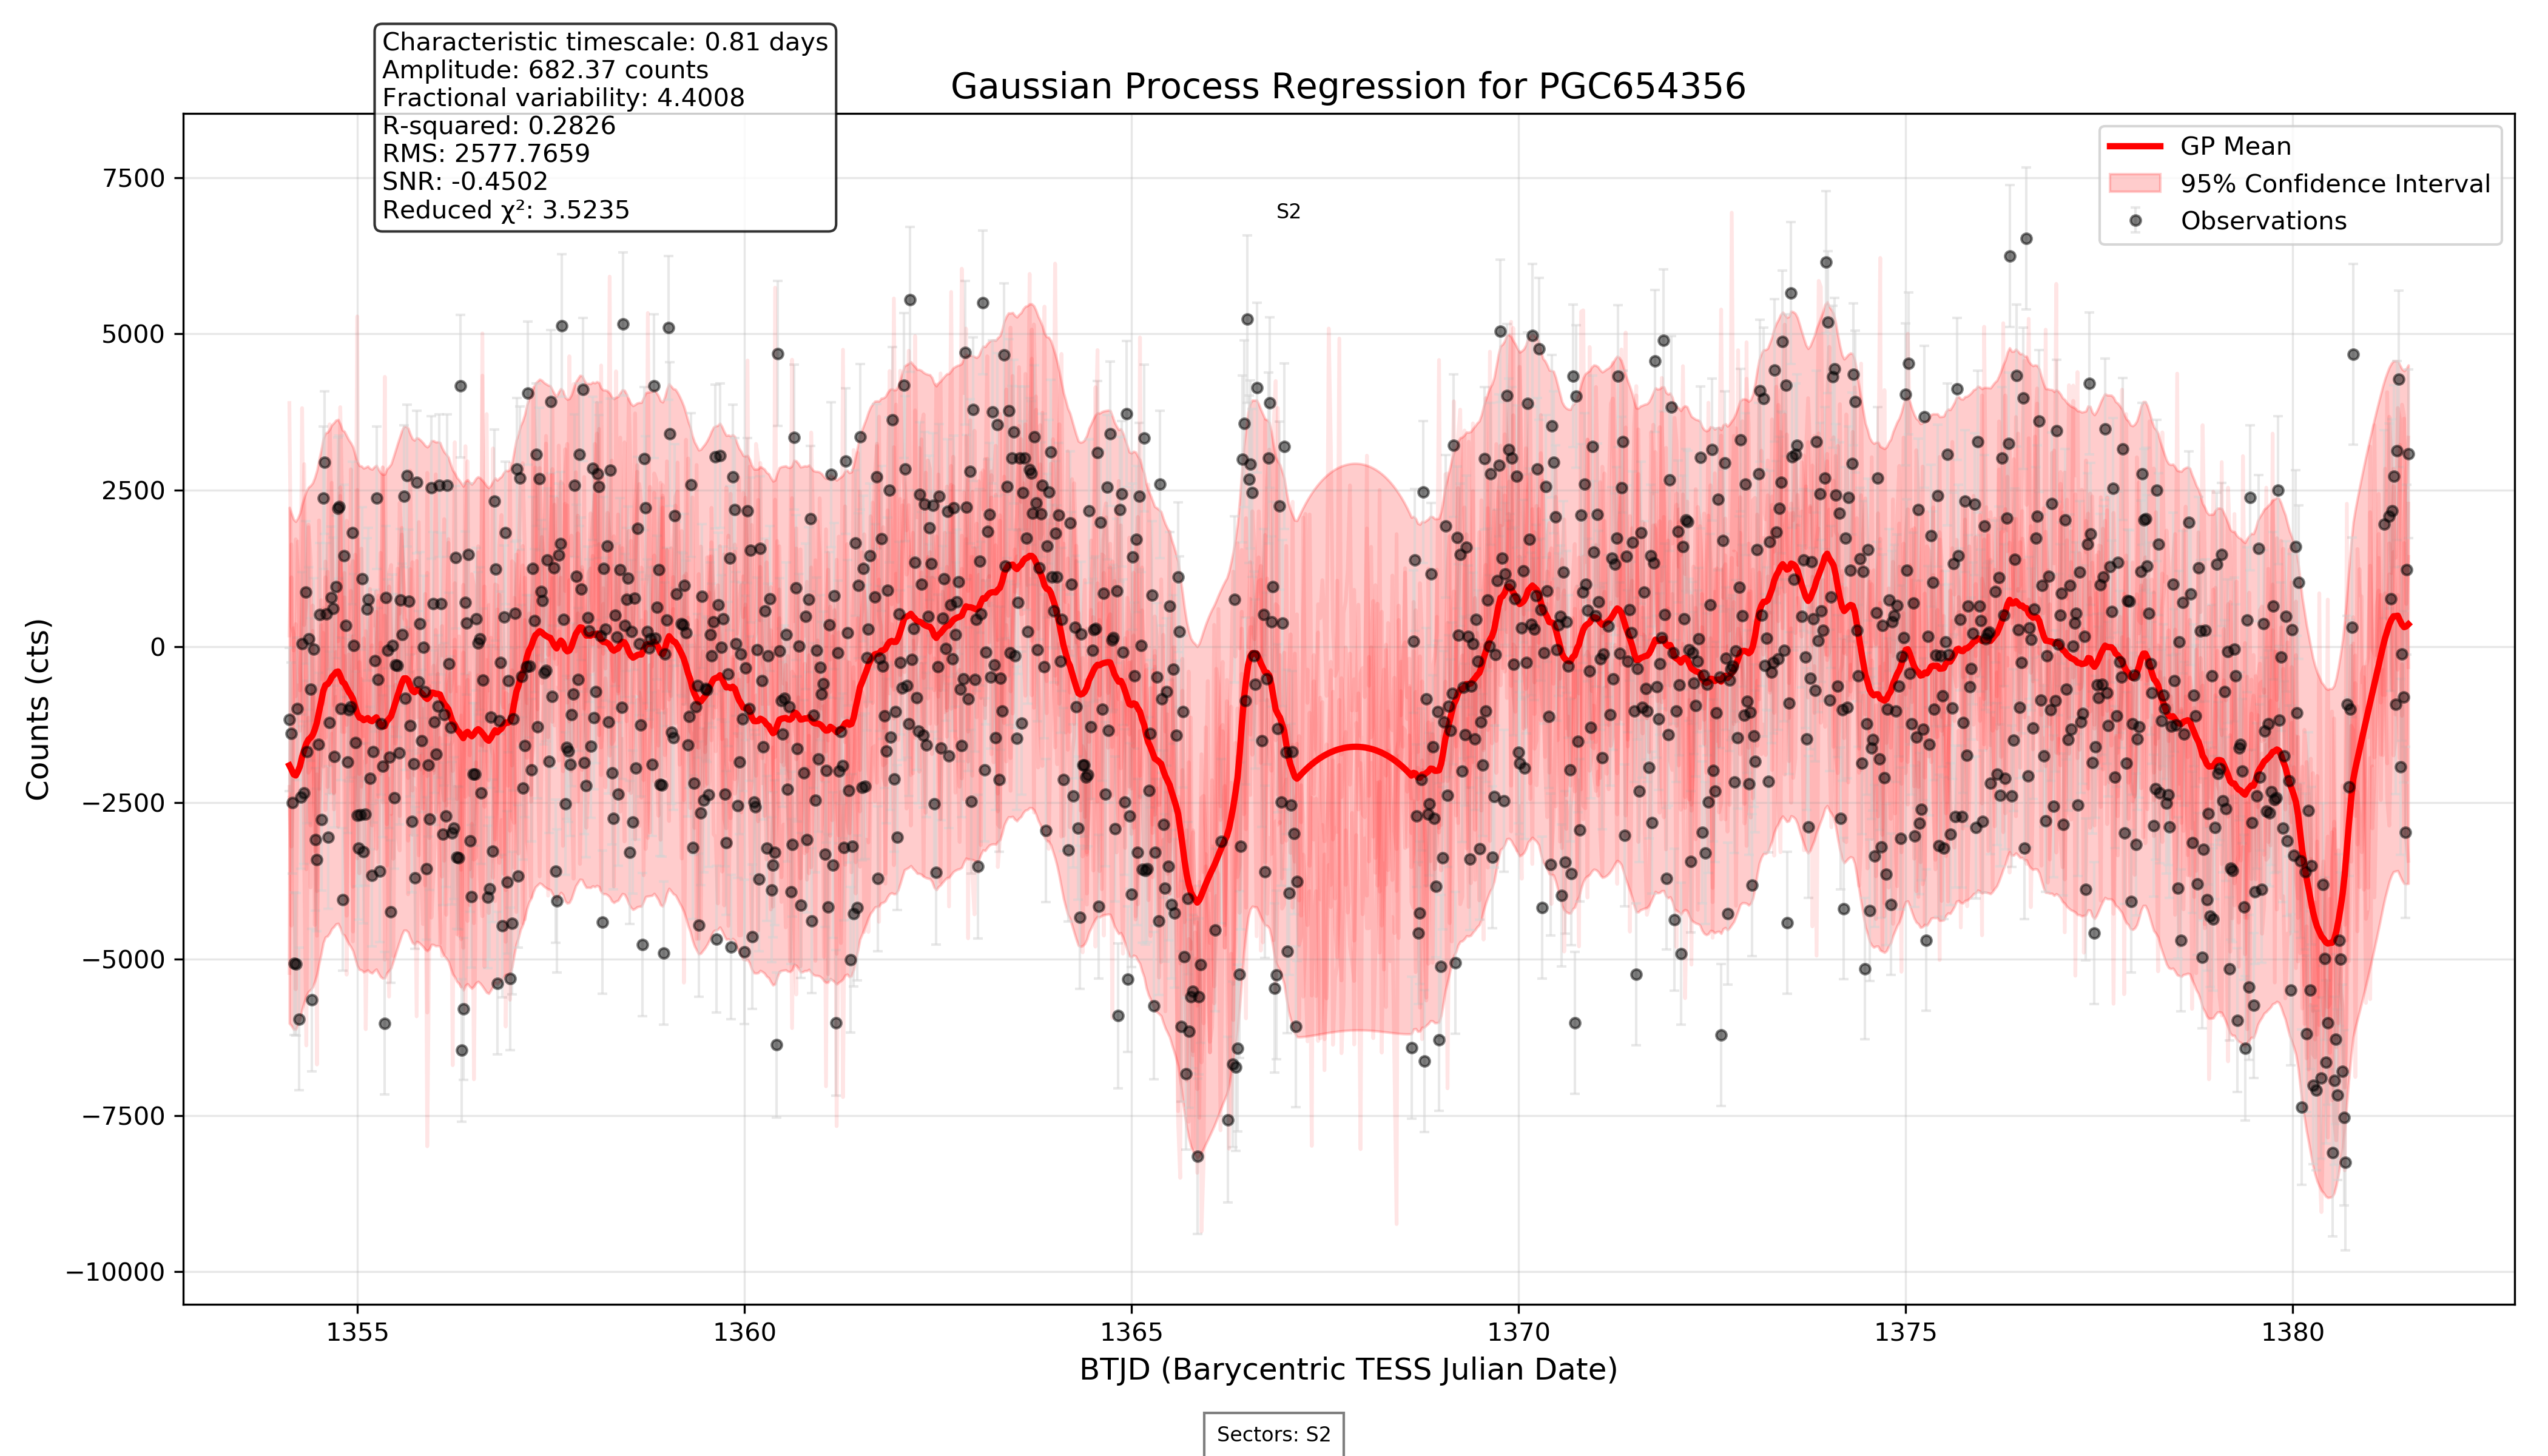 Characteristic timescale: 0.81 days
Amplitude: 682.37 counts
Fractional variability: 4.4008
R-squared: 0.2826
RMS: 2577.7659
SNR: -0.4502
Reduced χ²: 3.5235
Gaussian Process Regression for PGC654356
GP Mean
95% Confidence Interval
Observations
S2
7500
5000
2500
0
−2500
−5000
−7500
−10000
Counts (cts)
1355 1360 1365 1370 1375 1380
BTJD (Barycentric TESS Julian Date)
Sectors: S2